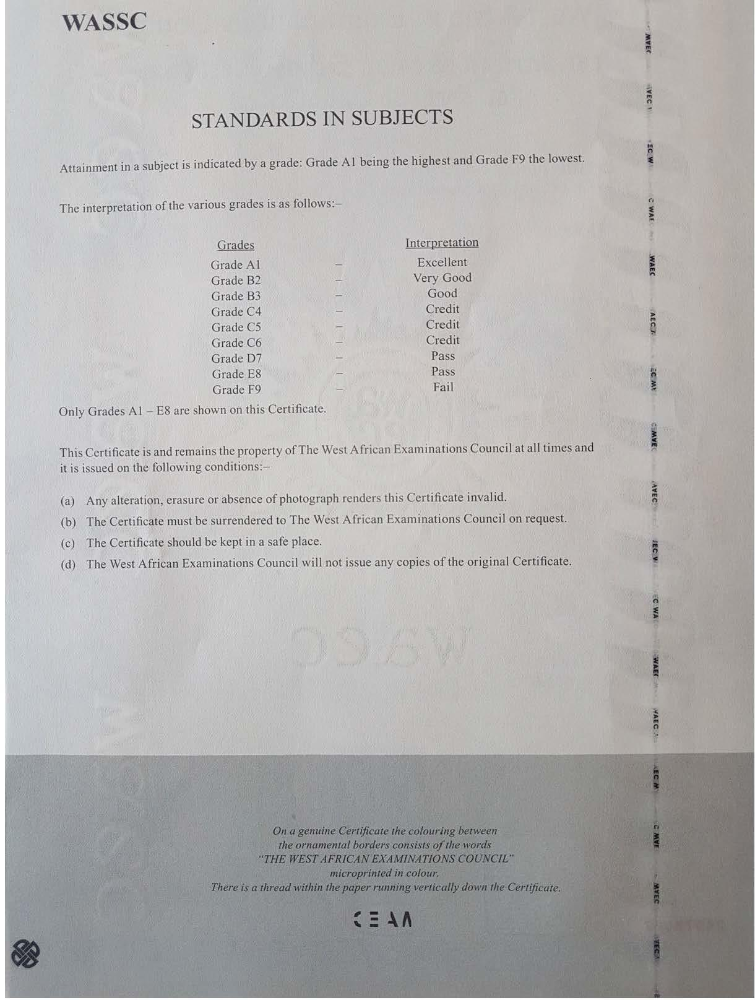 WASSC
STANDARDS IN SUBJECTS
Attainment in a subject is indicated by a grade: Grade A1 being the highest and Grade F9 the lowest.
The interpretation of the various grades is as follows:–
Grades Interpretation
Grade A1 – Excellent
Grade B2 – Very Good
Grade B3 – Good
Grade C4 – Credit
Grade C5 – Credit
Grade C6 – Credit
Grade D7 – Pass
Grade E8 – Pass
Grade F9 – Fail
Only Grades A1 – E8 are shown on this Certificate.
This Certificate is and remains the property of The West African Examinations Council at all times and
it is issued on the following conditions:–
(a) Any alteration, erasure or absence of photograph renders this Certificate invalid.
(b) The Certificate must be surrendered to The West African Examinations Council on request.
(c) The Certificate should be kept in a safe place.
(d) The West African Examinations Council will not issue any copies of the original Certificate.
waec
On a genuine Certificate the colouring between
the ornamental borders consists of the words
“THE WEST AFRICAN EXAMINATIONS COUNCIL”
microprinted in colour.
There is a thread within the paper running vertically down the Certificate.
WAEC